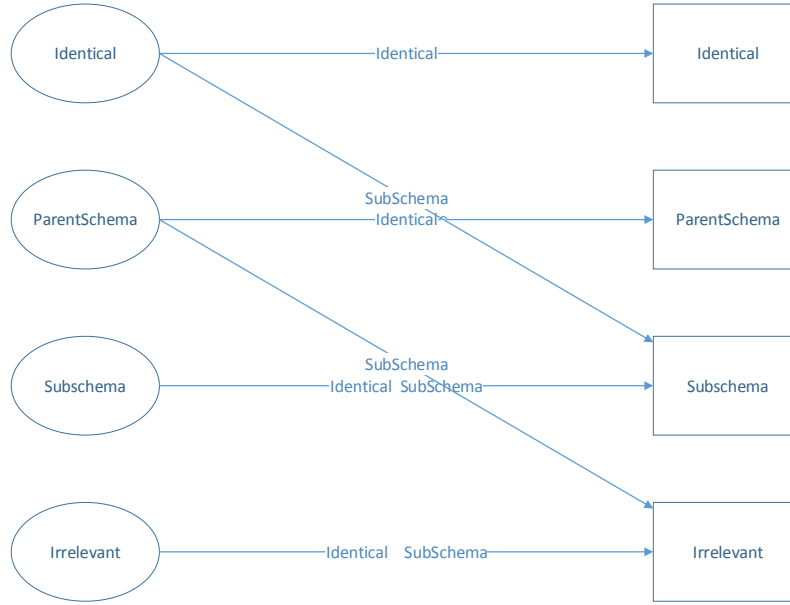 Identical Identical Identical
SubSchema
ParentSchema Identical ParentSchema
SubSchema
Subschema Identical SubSchema Subschema
Irrelevant Identical SubSchema Irrelevant